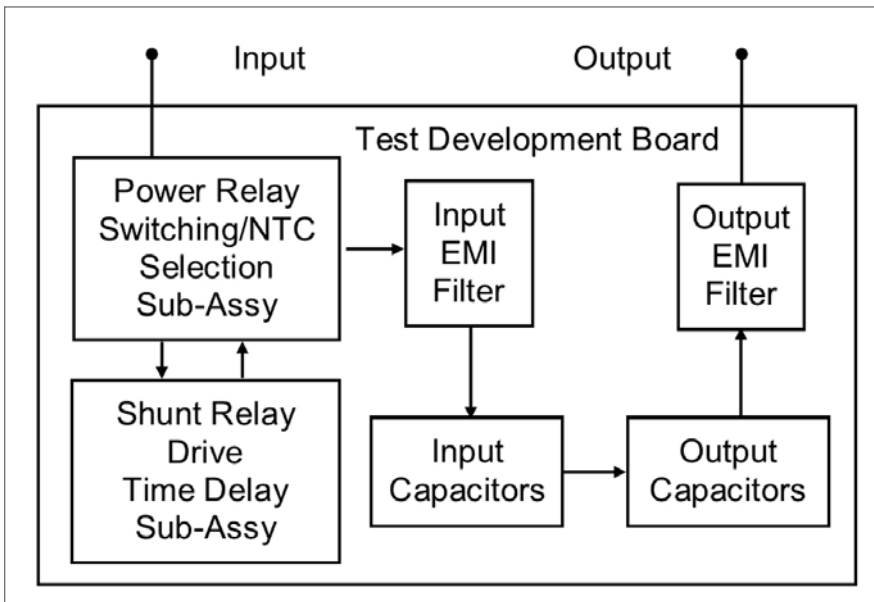 Input
Output
Test Development Board
Power Relay
Switching/NTC
Selection
Sub-Assy
Input
EMI
Filter
Output
EMI
Filter
Shunt Relay
Drive
Time Delay
Sub-Assy
Input
Capacitors
Output
Capacitors